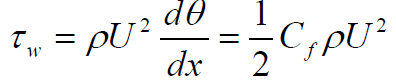 τ_w = ρU² dθ/dx = 1/2 C_f ρU²